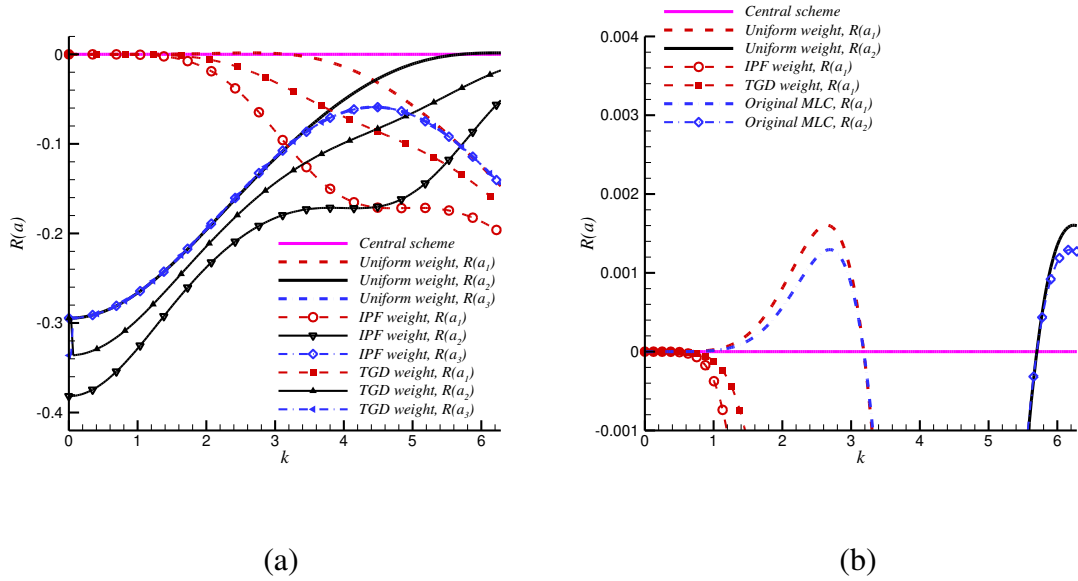 R(a)
0
-0.1
-0.2
-0.3
-0.4
0
1
2
3
4
5
6
k
Central scheme
Uniform weight, R(a₁)
Uniform weight, R(a₂)
Uniform weight, R(a₃)
IPF weight, R(a₁)
IPF weight, R(a₂)
IPF weight, R(a₃)
TGD weight, R(a₁)
TGD weight, R(a₂)
TGD weight, R(a₃)
(a)
R(a)
0.004
0.003
0.002
0.001
0.000
-0.001
0
1
2
3
4
5
6
k
Central scheme
Uniform weight, R(a₁)
Uniform weight, R(a₂)
IPF weight, R(a₁)
TGD weight, R(a₁)
Original MLC, R(a₁)
Original MLC, R(a₂)
(b)